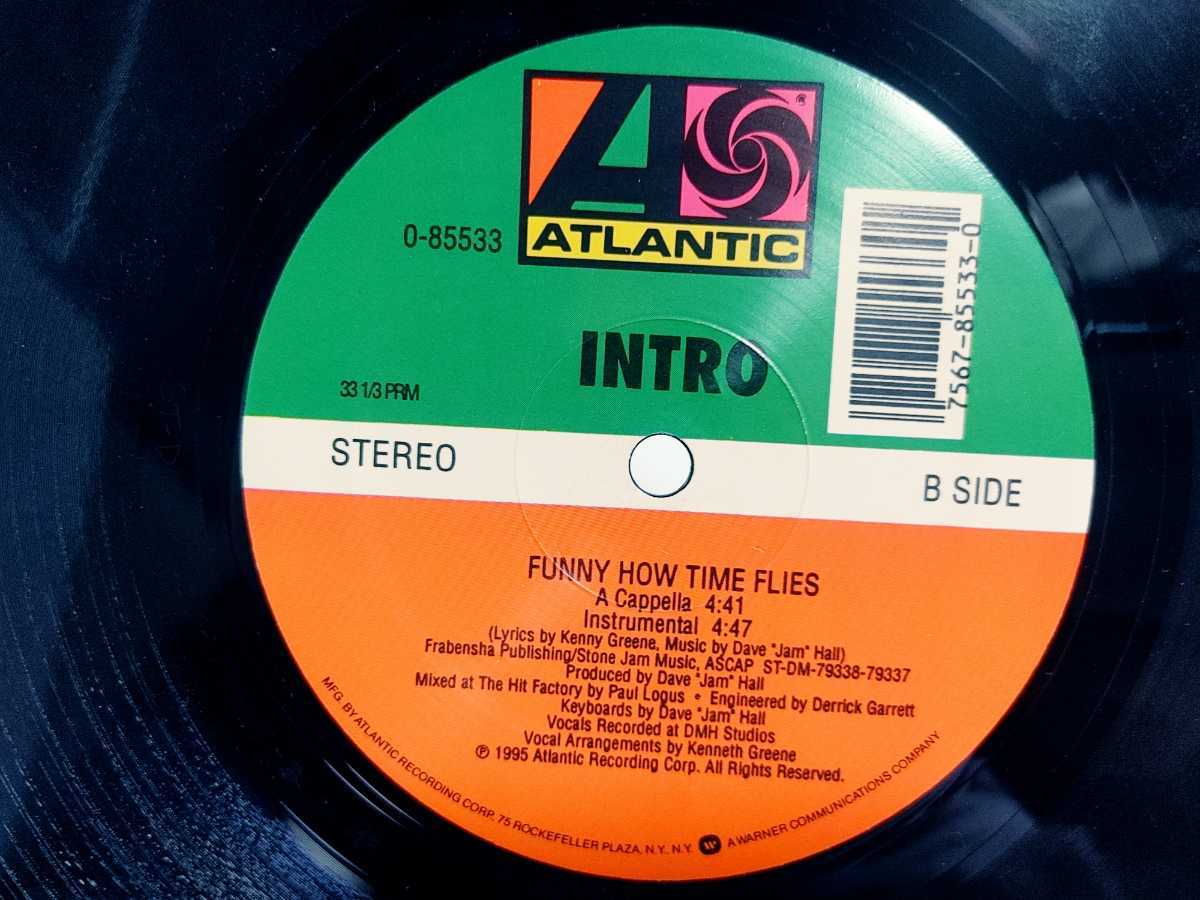 ATLANTIC
0-85533
7567-85533-0
INTRO
33 1/3 PRM
STEREO
B SIDE
FUNNY HOW TIME FLIES
A Cappella 4:41
Instrumental 4:47
(Lyrics by Kenny Greene, Music by Dave "Jam" Hall)
Frabensha Publishing/Stone Jam Music, ASCAP ST-DM-79338-79337
Produced by Dave "Jam" Hall
Mixed at The Hit Factory by Paul Logus • Engineered by Derrick Garrett
Keyboards by Dave "Jam" Hall
Vocals Recorded at DMH Studios
Vocal Arrangements by Kenneth Greene
℗ 1995 Atlantic Recording Corp. All Rights Reserved.
MFG. BY ATLANTIC RECORDING CORP. 75 ROCKEFELLER PLAZA, N.Y., N.Y. A WARNER COMMUNICATIONS COMPANY